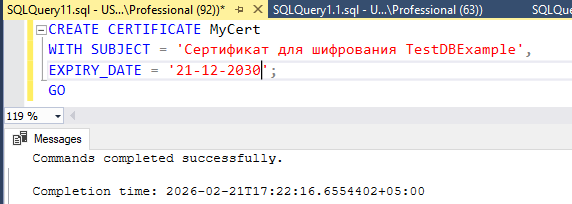 SQLQuery11.sql - US...\Professional (92))* SQLQuery1.1.sql - U...\Professional (63)) SQLQue
CREATE CERTIFICATE MyCert
WITH SUBJECT = 'Сертификат для шифрования TestDBExample',
EXPIRY_DATE = '21-12-2030';
GO
119 %
Messages
Commands completed successfully.
Completion time: 2026-02-21T17:22:16.6554402+05:00